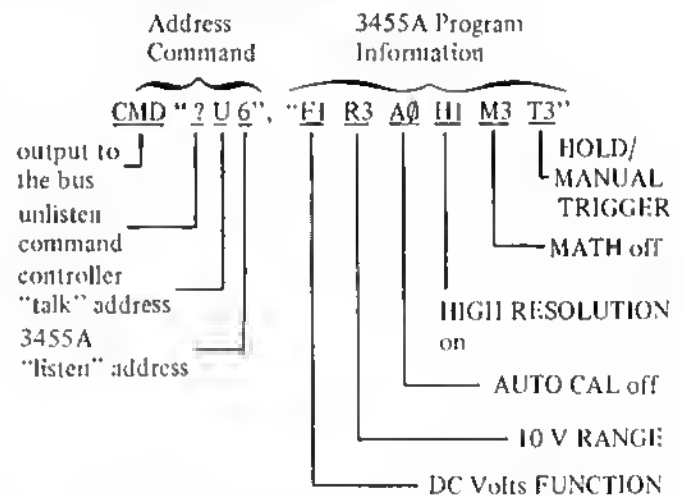 Address
Command
3455A Program
Information
CMD "? U 6", "F1 R3 AØ H1 M3 T3"
output to
the bus
unlisten
command
controller
"talk" address
3455A
"listen" address
HOLD/
MANUAL
TRIGGER
MATH off
HIGH RESOLUTION
on
AUTO CAL off
10 V RANGE
DC Volts FUNCTION